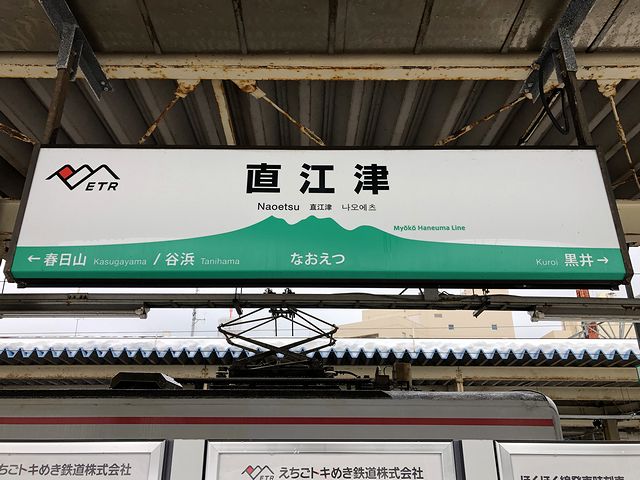 ETR
直江津
Naoetsu 直江津 나오에츠
Myōkō Haneuma Line
←春日山 Kasugayama / 谷浜 Tanihama
なおえつ
Kuroi 黒井→
ちごトキめき鉄道株式会社
ETR えちごトキめき鉄道株式会社